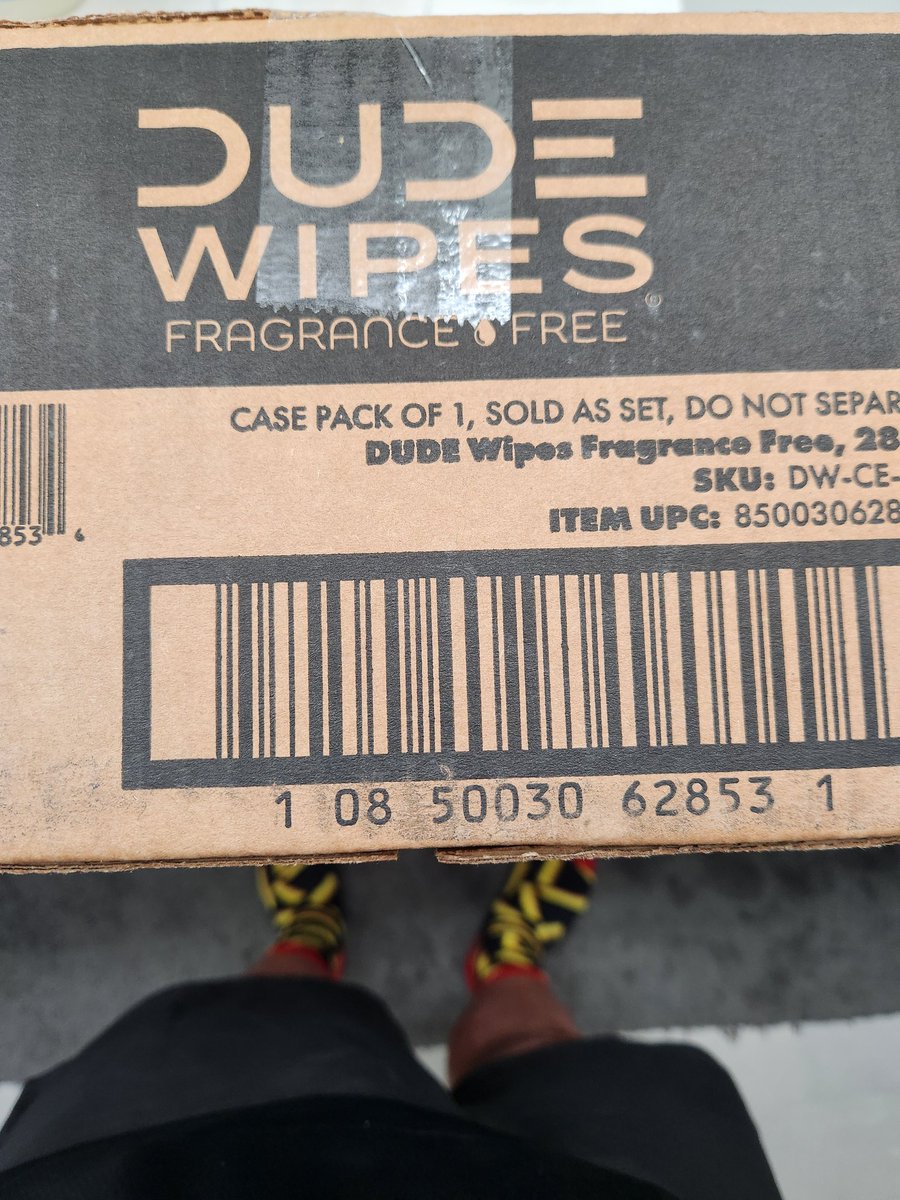 DUDE
WIPES®
FRAGRANCE FREE
CASE PACK OF 1, SOLD AS SET, DO NOT SEPAR
DUDE Wipes Fragrance Free, 28
SKU: DW-CE-
ITEM UPC: 850030628
853 6
1 08 50030 62853 1